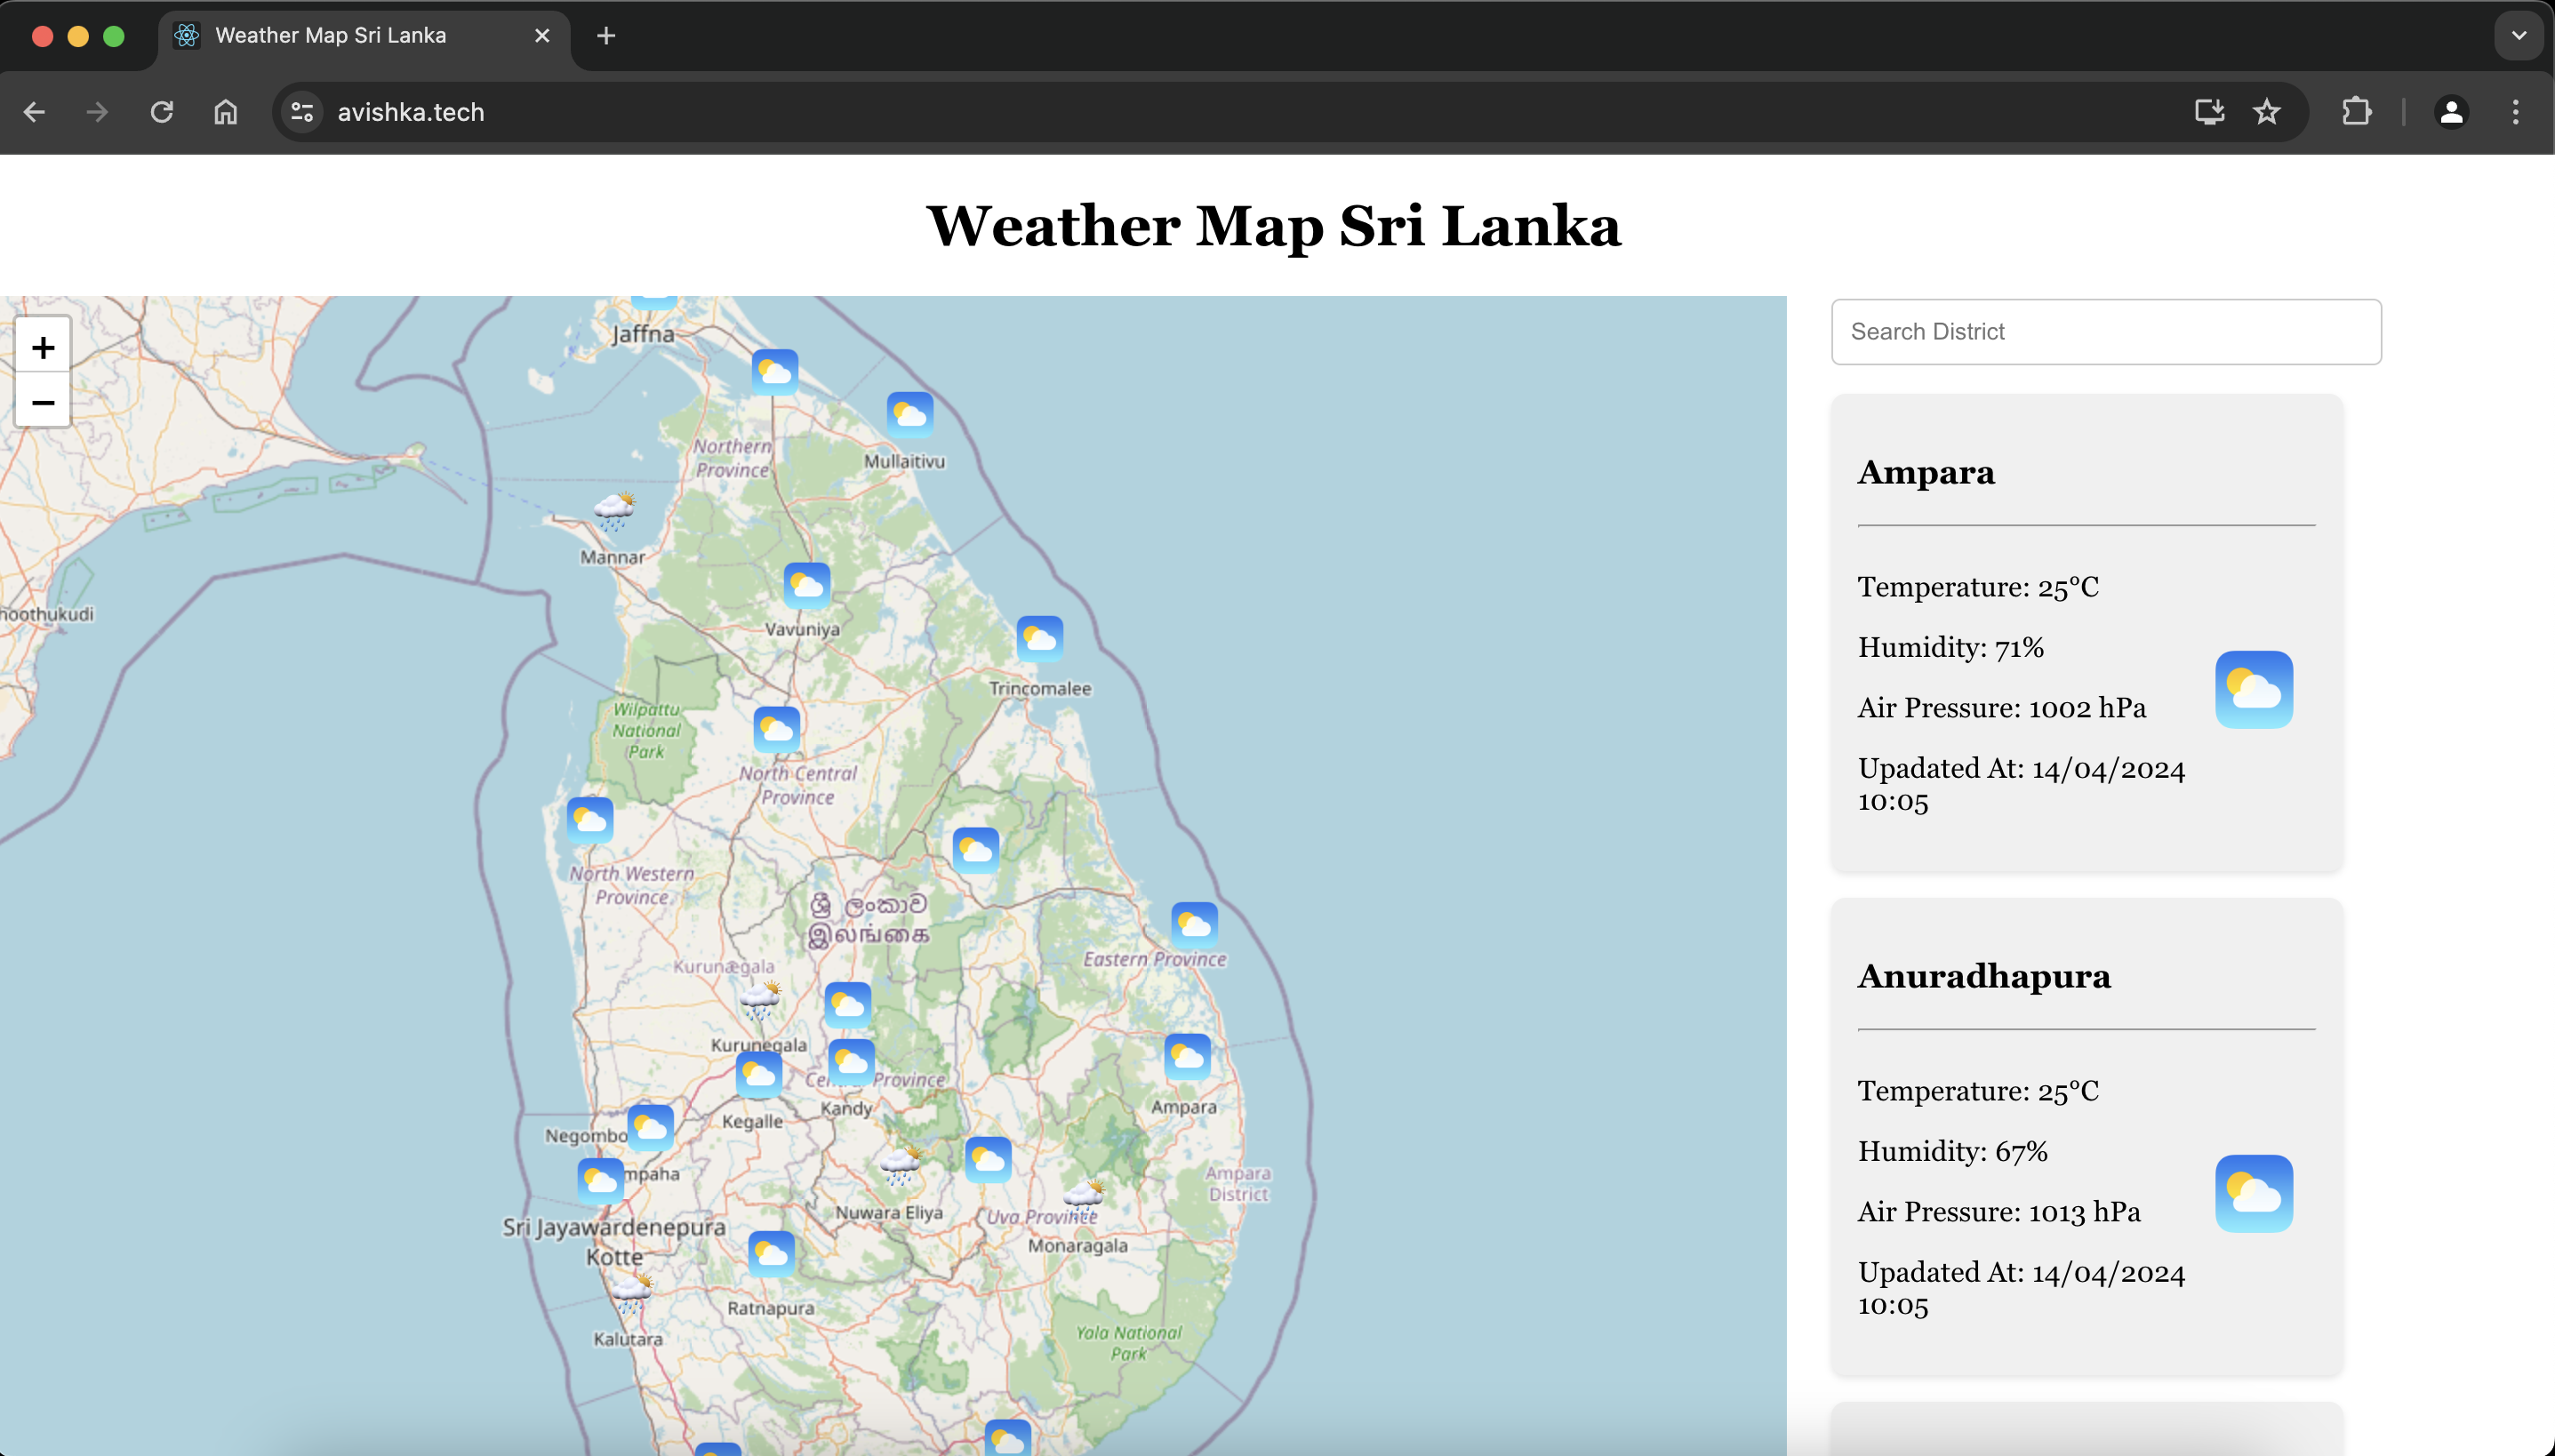 Weather Map Sri Lanka
avishka.tech
Weather Map Sri Lanka
+
−
Jaffna
Northern
Province
Mullaitivu
Mannar
hoothukudi
Vavuniya
Trincomalee
Wilpattu
National
Park
North Central
Province
North Western
Province
ශ්‍රී ලංකාව
இலங்கை
Eastern Province
Kurunægala
Kurunegala
Central Province
Kandy
Ampara
Kegalle
Negombo
mpaha
Ampara
District
Nuwara Eliya
Uva Province
Sri Jayawardenepura
Kotte
Monaragala
Ratnapura
Kalutara
Yala National
Park
Search District
Ampara
Temperature: 25°C
Humidity: 71%
Air Pressure: 1002 hPa
Upadated At: 14/04/2024
10:05
Anuradhapura
Temperature: 25°C
Humidity: 67%
Air Pressure: 1013 hPa
Upadated At: 14/04/2024
10:05